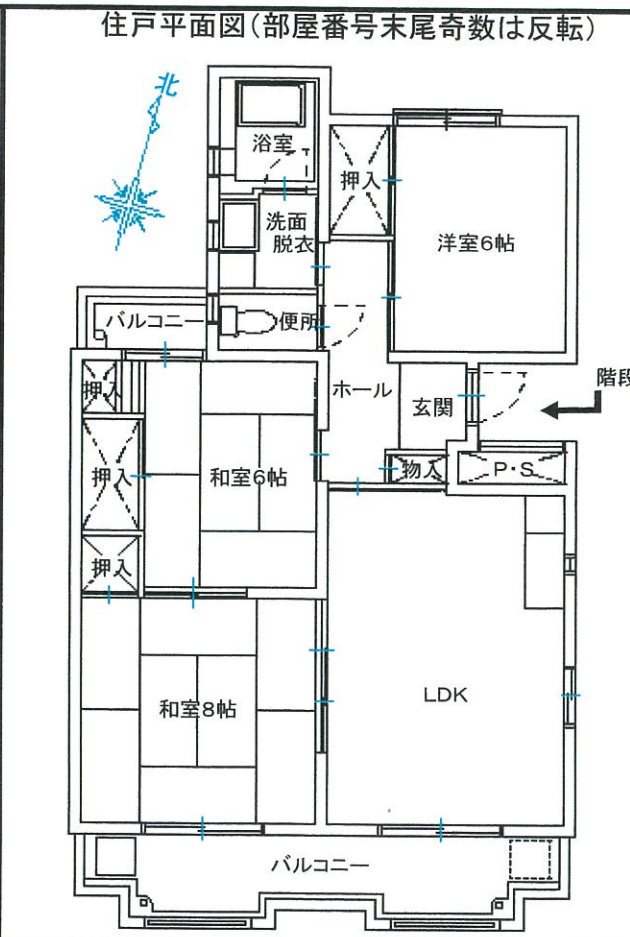 住戸平面図(部屋番号末尾奇数は反転)
北
浴室
押入
洗面
脱衣
洋室6帖
バルコニー
便所
階段
押入
ホール
玄関
押入
和室6帖
物入
P・S
押入
和室8帖
LDK
バルコニー